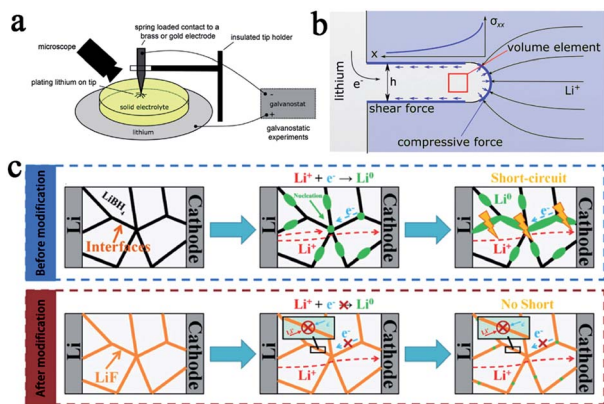 a
spring loaded contact to a
brass or gold electrode
insulated tip holder
microscope
plating lithium on tip
solid electrolyte
lithium
-
+
galvanostat
galvanostatic
experiments
b
σxx
x
volume element
lithium
e-
h
Li+
shear force
compressive force
c
Before modification
Li
LiBH4
Interfaces
Cathode
Li+ + e- → Li0
Nucleation
e-
Li+
Li
Cathode
Short-circuit
Li0
e-
Li+
Li
Cathode
After modification
Li
LiF
Cathode
Li+ + e- Li0
e-
Li+
Li
Cathode
No Short
e-
Li+
Li
Cathode